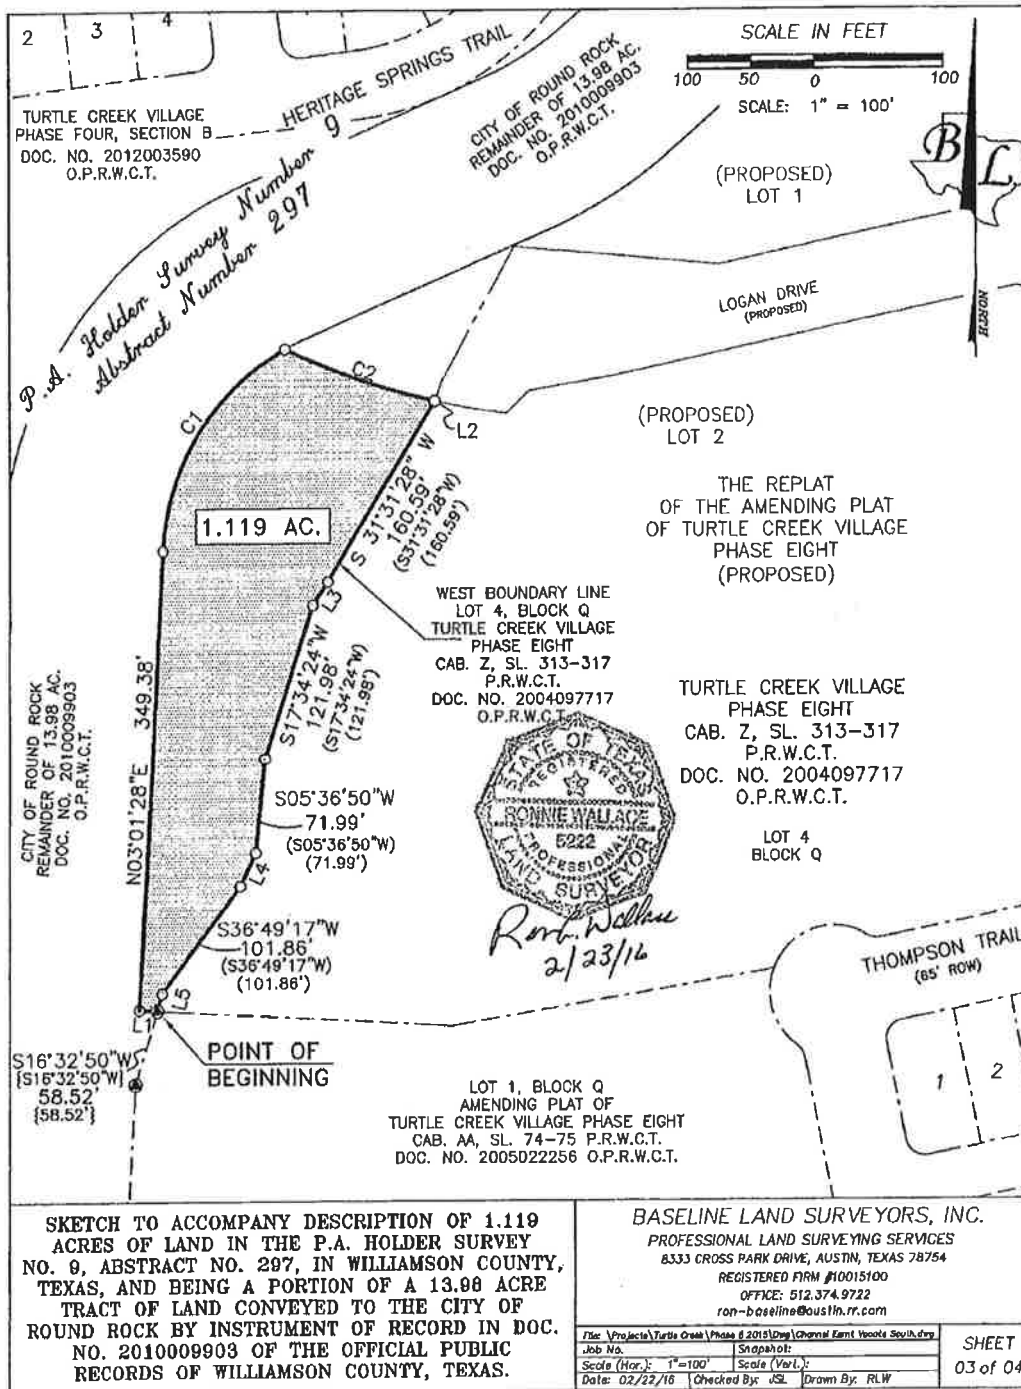 2
3
4
SCALE IN FEET
100 50 0 100
SCALE: 1" = 100'
HERITAGE SPRINGS TRAIL
TURTLE CREEK VILLAGE
PHASE FOUR, SECTION B
DOC. NO. 2012003590
O.P.R.W.C.T.
CITY OF ROUND ROCK
REMAINDER OF 13.98 AC.
DOC. NO. 2010009903
O.P.R.W.C.T.
B L
(PROPOSED)
LOT 1
P.A. Holder Survey Number 9
Abstract Number 297
LOGAN DRIVE
(PROPOSED)
NORTH
C1
C2
L2
(PROPOSED)
LOT 2
S 31°31'28" W
160.59'
(S31°31'28"W)
(160.59')
THE REPLAT
OF THE AMENDING PLAT
OF TURTLE CREEK VILLAGE
PHASE EIGHT
(PROPOSED)
1.119 AC.
L3
WEST BOUNDARY LINE
LOT 4, BLOCK Q
TURTLE CREEK VILLAGE
PHASE EIGHT
CAB. Z, SL. 313-317
P.R.W.C.T.
DOC. NO. 2004097717
O.P.R.W.C.T.
S17°34'24"W
121.98'
(S17°34'24"W)
(121.98')
CITY OF ROUND ROCK
REMAINDER OF 13.98 AC.
DOC. NO. 2010009903
O.P.R.W.C.T.
N03°01'28"E 349.38'
TURTLE CREEK VILLAGE
PHASE EIGHT
CAB. Z, SL. 313-317
P.R.W.C.T.
DOC. NO. 2004097717
O.P.R.W.C.T.
LOT 4
BLOCK Q
STATE OF TEXAS
REGISTERED
RONNIE WALLACE
5222
PROFESSIONAL
LAND SURVEYOR
S05°36'50"W
71.99'
(S05°36'50"W)
(71.99')
L4
2/23/16
S36°49'17"W
101.86'
(S36°49'17"W)
(101.86')
THOMPSON TRAIL
(65' ROW)
L5
L1
POINT OF
BEGINNING
S16°32'50"W
{S16°32'50"W}
58.52'
{58.52'}
1
2
LOT 1, BLOCK Q
AMENDING PLAT OF
TURTLE CREEK VILLAGE PHASE EIGHT
CAB. AA, SL. 74-75 P.R.W.C.T.
DOC. NO. 2005022256 O.P.R.W.C.T.
SKETCH TO ACCOMPANY DESCRIPTION OF 1.119
ACRES OF LAND IN THE P.A. HOLDER SURVEY
NO. 9, ABSTRACT NO. 297, IN WILLIAMSON COUNTY,
TEXAS, AND BEING A PORTION OF A 13.98 ACRE
TRACT OF LAND CONVEYED TO THE CITY OF
ROUND ROCK BY INSTRUMENT OF RECORD IN DOC.
NO. 2010009903 OF THE OFFICIAL PUBLIC
RECORDS OF WILLIAMSON COUNTY, TEXAS.
BASELINE LAND SURVEYORS, INC.
PROFESSIONAL LAND SURVEYING SERVICES
8333 CROSS PARK DRIVE, AUSTIN, TEXAS 78754
REGISTERED FIRM #10015100
OFFICE: 512.374.9722
ron-baseline@austin.rr.com
File: \Projects\Turtle Creek\Phase 8 2015\Dwg\Channel Esmt Vacate South.dwg
Job No. Snapshot:
Scale (Hor.): 1"=100' Scale (Vert.):
Date: 02/22/16 Checked By: JSL Drawn By: RLW
SHEET
03 of 04